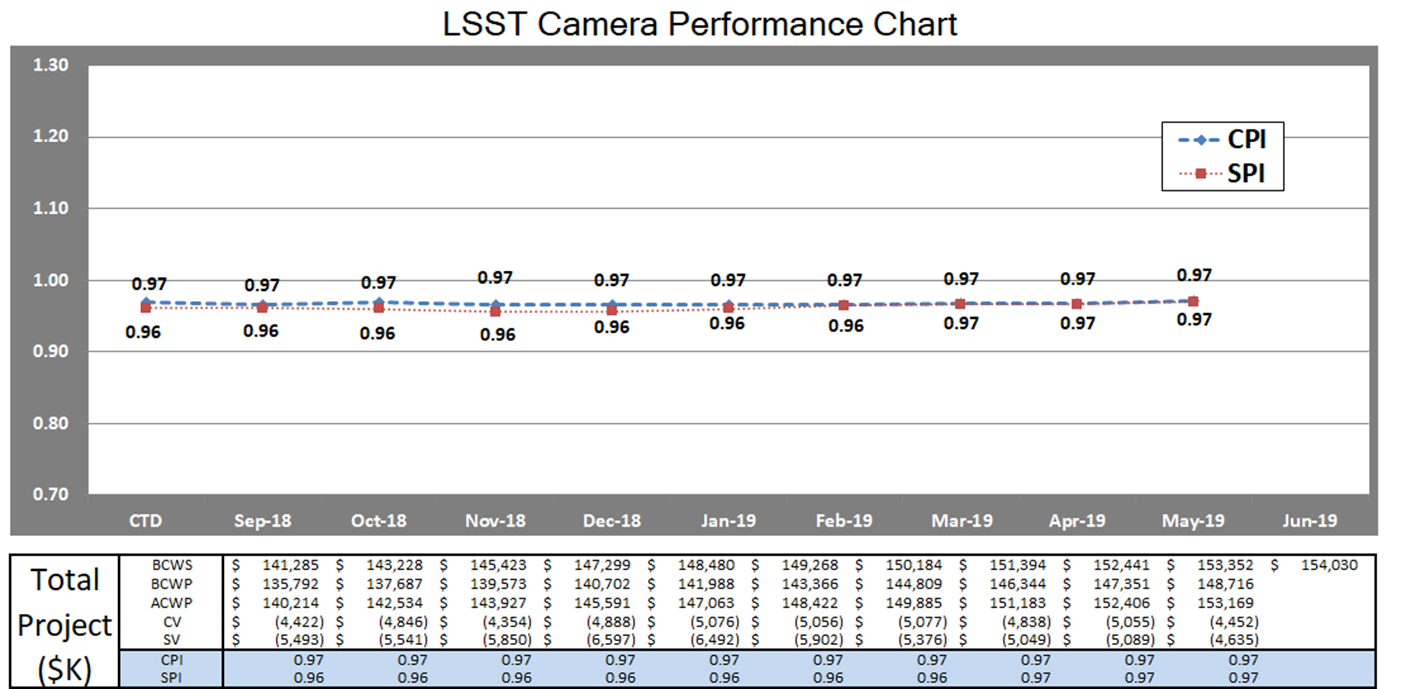 LSST Camera Performance Chart
1.30
1.20
1.10
1.00
0.90
0.80
0.70
CPI
SPI
0.97 0.97 0.97 0.97 0.97 0.97 0.97 0.97 0.97 0.97
0.96 0.96 0.96 0.96 0.96 0.96 0.96 0.97 0.97 0.97
CTD Sep-18 Oct-18 Nov-18 Dec-18 Jan-19 Feb-19 Mar-19 Apr-19 May-19 Jun-19
Total
Project
($K)
BCWS $ 141,285 $ 143,228 $ 145,423 $ 147,299 $ 148,480 $ 149,268 $ 150,184 $ 151,394 $ 152,441 $ 153,352 $ 154,030
BCWP $ 135,792 $ 137,687 $ 139,573 $ 140,702 $ 141,988 $ 143,366 $ 144,809 $ 146,344 $ 147,351 $ 148,716
ACWP $ 140,214 $ 142,534 $ 143,927 $ 145,591 $ 147,063 $ 148,422 $ 149,885 $ 151,183 $ 152,406 $ 153,169
CV $ (4,422) $ (4,846) $ (4,354) $ (4,888) $ (5,076) $ (5,056) $ (5,077) $ (4,838) $ (5,055) $ (4,452)
SV $ (5,493) $ (5,541) $ (5,850) $ (6,597) $ (6,492) $ (5,902) $ (5,376) $ (5,049) $ (5,089) $ (4,635)
CPI 0.97 0.97 0.97 0.97 0.97 0.97 0.97 0.97 0.97 0.97
SPI 0.96 0.96 0.96 0.96 0.96 0.96 0.96 0.97 0.97 0.97